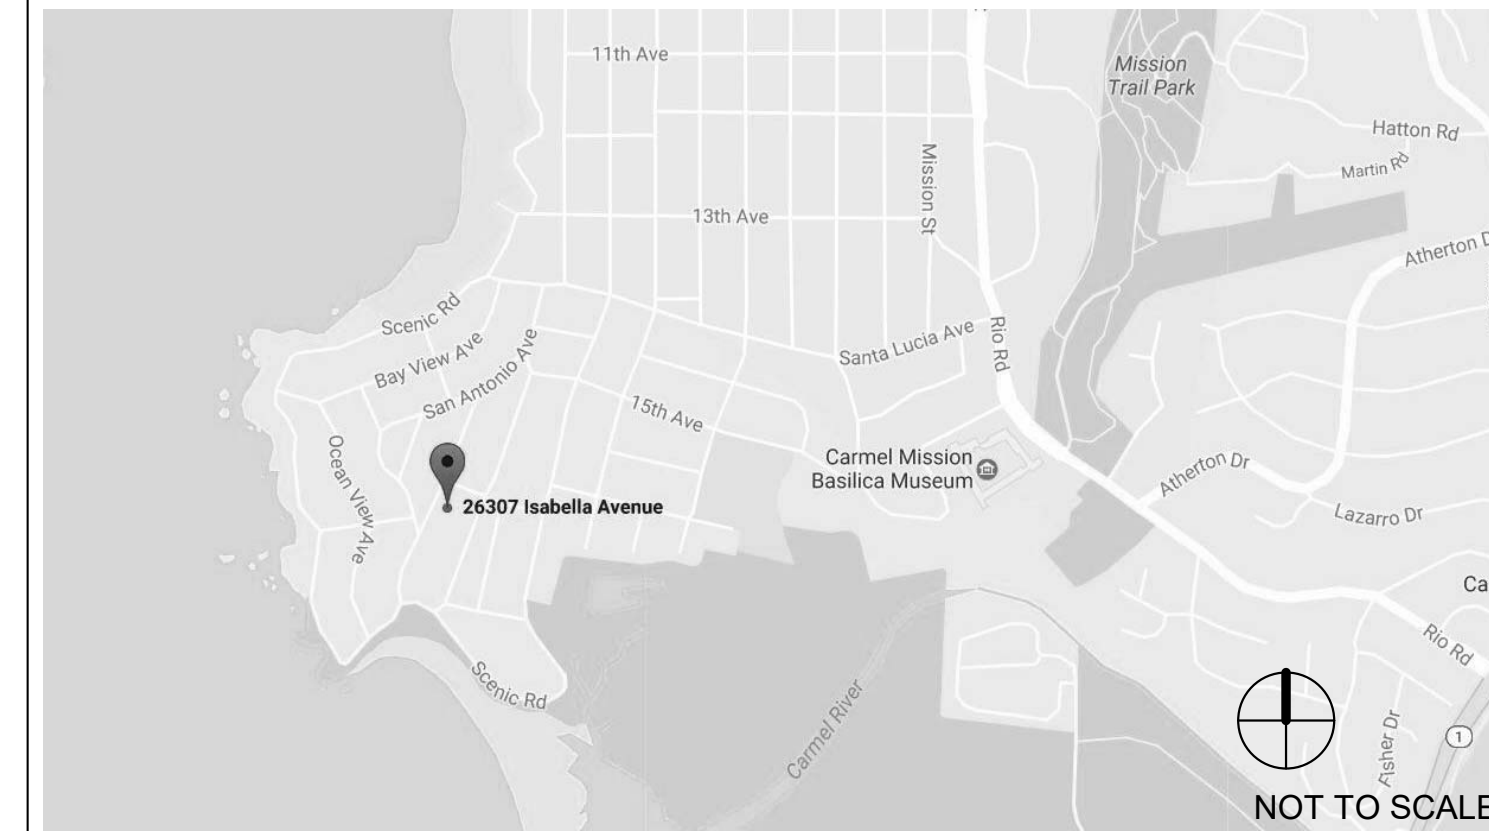 11th Ave
Mission
Trail Park
Hatton Rd
Martin Rd
Mission St
13th Ave
Atherton D
Scenic Rd
Bay View Ave
San Antonio Ave
Santa Lucia Ave
Rio Rd
15th Ave
Ocean View Ave
Carmel Mission
Basilica Museum
Atherton Dr
26307 Isabella Avenue
Lazarro Dr
Ca
Rio Rd
Scenic Rd
Carmel River
Fisher Dr
1
NOT TO SCALE